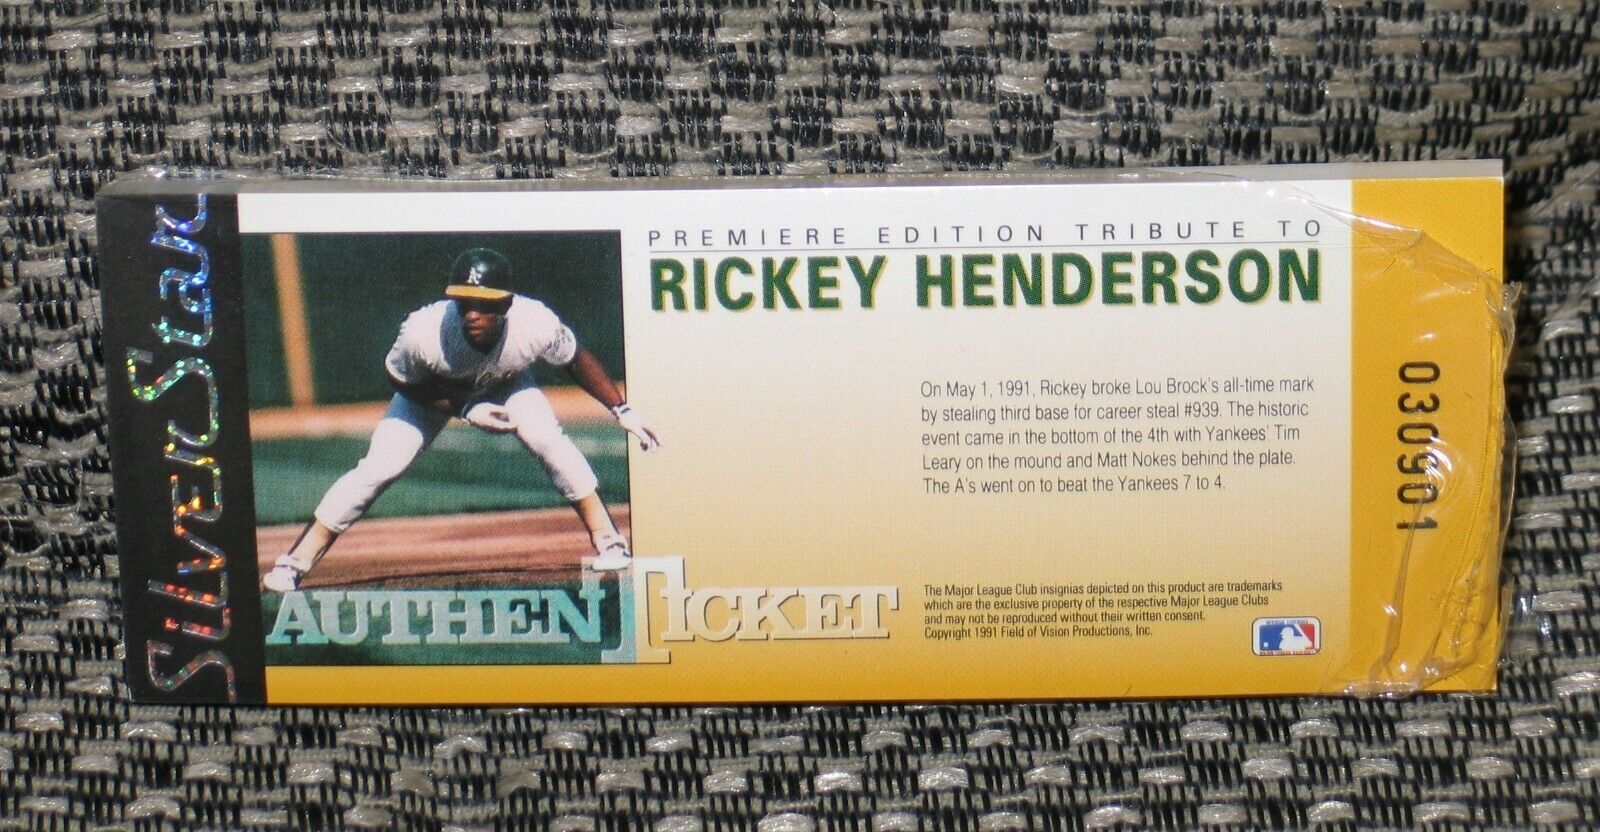 Silver Star
PREMIERE EDITION TRIBUTE TO
RICKEY HENDERSON
On May 1, 1991, Rickey broke Lou Brock's all-time mark
by stealing third base for career steal #939. The historic
event came in the bottom of the 4th with Yankees' Tim
Leary on the mound and Matt Nokes behind the plate.
The A's went on to beat the Yankees 7 to 4.
030901
AUTHENTICKET
The Major League Club insignias depicted on this product are trademarks
which are the exclusive property of the respective Major League Clubs
and may not be reproduced without their written consent.
Copyright 1991 Field of Vision Productions, Inc.